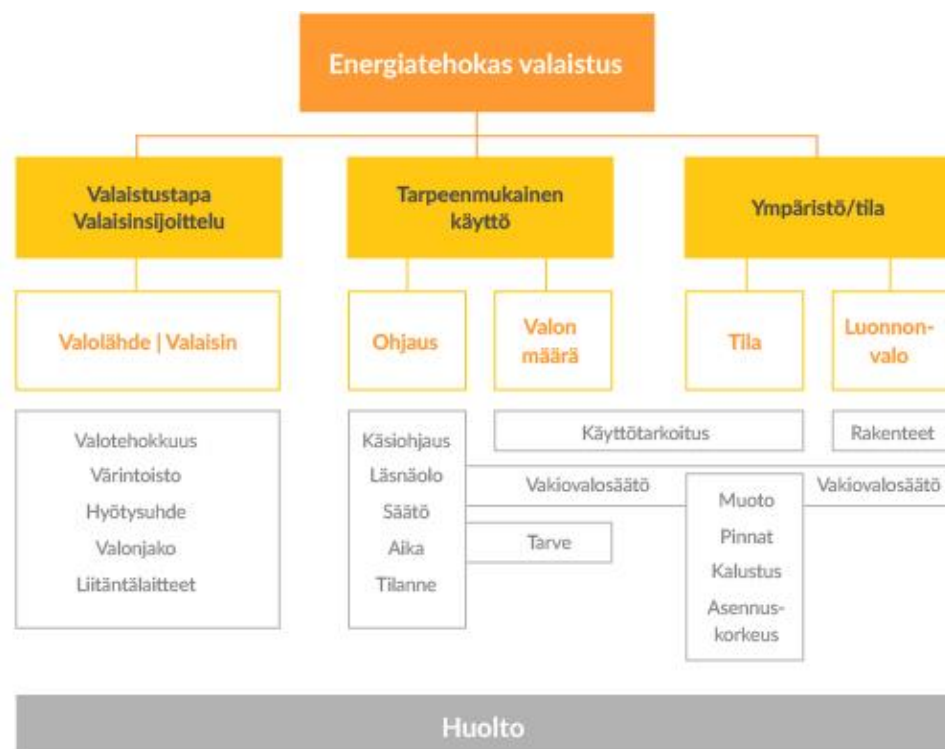 Energiatehokas valaistus
Valaistustapa
Valaisinsijoittelu
Tarpeenmukainen
käyttö
Ympäristö/tila
Valolähde | Valaisin
Ohjaus
Valon
määrä
Tila
Luonnon-
valo
Valotehokkuus
Värintoisto
Hyötysuhde
Valonjako
Liitäntälaitteet
Käsiohjaus
Läsnäolo
Säätö
Aika
Tilanne
Käyttötarkoitus
Rakenteet
Vakiovalosäätö
Tarve
Muoto
Pinnat
Kalustus
Asennus-
korkeus
Vakiovalosäätö
Huolto